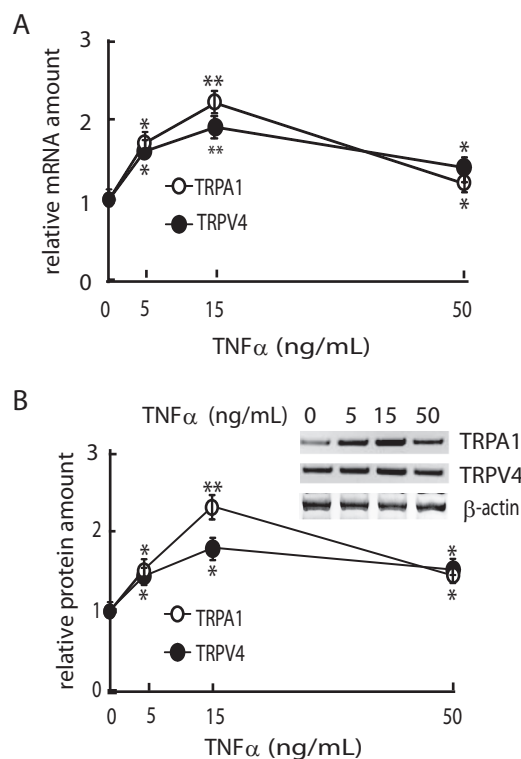 A
3
**
*
2
*
**
*
*
1
0
relative mRNA amount
TRPA1
TRPV4
0 5 15 50
TNFα (ng/mL)
B
TNFα (ng/mL) 0 5 15 50
TRPA1
TRPV4
β-actin
3
**
2
*
*
*
*
*
1
0
relative protein amount
TRPA1
TRPV4
0 5 15 50
TNFα (ng/mL)